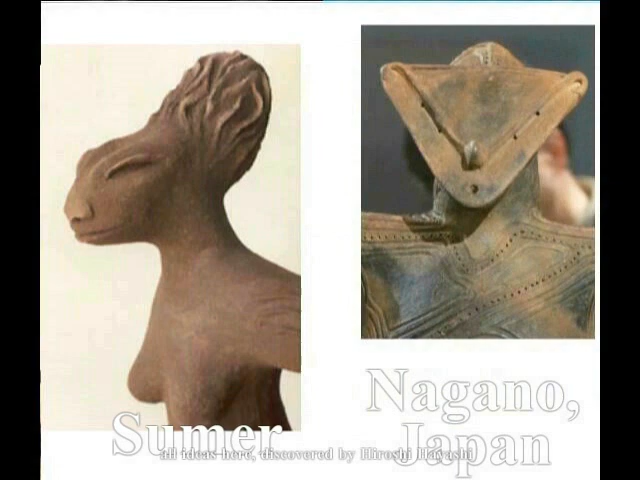 Nagano,
Sumer Japan
all ideas here, discovered by Hiroshi Hayashi